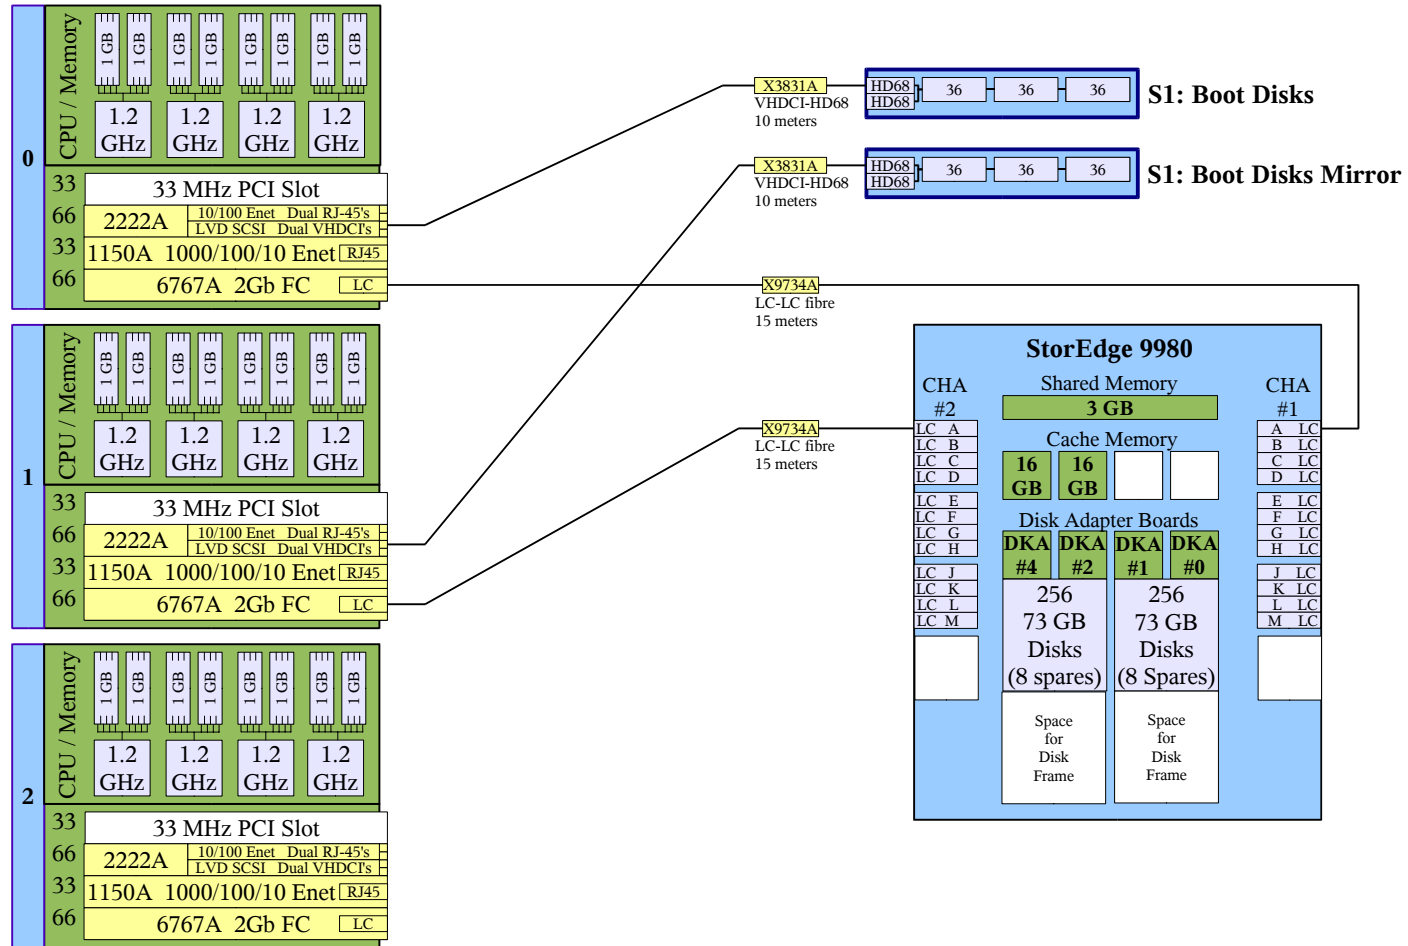 0
CPU / Memory
1 GB 1 GB 1 GB 1 GB 1 GB 1 GB 1 GB 1 GB
1.2 1.2 1.2 1.2
GHz GHz GHz GHz
33 33 MHz PCI Slot
66 2222A 10/100 Enet Dual RJ-45's
LVD SCSI Dual VHDCI's
33 1150A 1000/100/10 Enet RJ45
66 6767A 2Gb FC LC
1
CPU / Memory
1 GB 1 GB 1 GB 1 GB 1 GB 1 GB 1 GB 1 GB
1.2 1.2 1.2 1.2
GHz GHz GHz GHz
33 33 MHz PCI Slot
66 2222A 10/100 Enet Dual RJ-45's
LVD SCSI Dual VHDCI's
33 1150A 1000/100/10 Enet RJ45
66 6767A 2Gb FC LC
2
CPU / Memory
1 GB 1 GB 1 GB 1 GB 1 GB 1 GB 1 GB 1 GB
1.2 1.2 1.2 1.2
GHz GHz GHz GHz
33 33 MHz PCI Slot
66 2222A 10/100 Enet Dual RJ-45's
LVD SCSI Dual VHDCI's
33 1150A 1000/100/10 Enet RJ45
66 6767A 2Gb FC LC
X3831A
VHDCI-HD68
10 meters
HD68 36 36 36
HD68
S1: Boot Disks
X3831A
VHDCI-HD68
10 meters
HD68 36 36 36
HD68
S1: Boot Disks Mirror
X9734A
LC-LC fibre
15 meters
X9734A
LC-LC fibre
15 meters
StorEdge 9980
CHA
#2
LC A
LC B
LC C
LC D
LC E
LC F
LC G
LC H
LC J
LC K
LC L
LC M
Shared Memory
3 GB
Cache Memory
16 16
GB GB
Disk Adapter Boards
DKA DKA DKA DKA
#4 #2 #1 #0
256 256
73 GB 73 GB
Disks Disks
(8 spares) (8 Spares)
Space Space
for for
Disk Disk
Frame Frame
CHA
#1
A LC
B LC
C LC
D LC
E LC
F LC
G LC
H LC
J LC
K LC
L LC
M LC